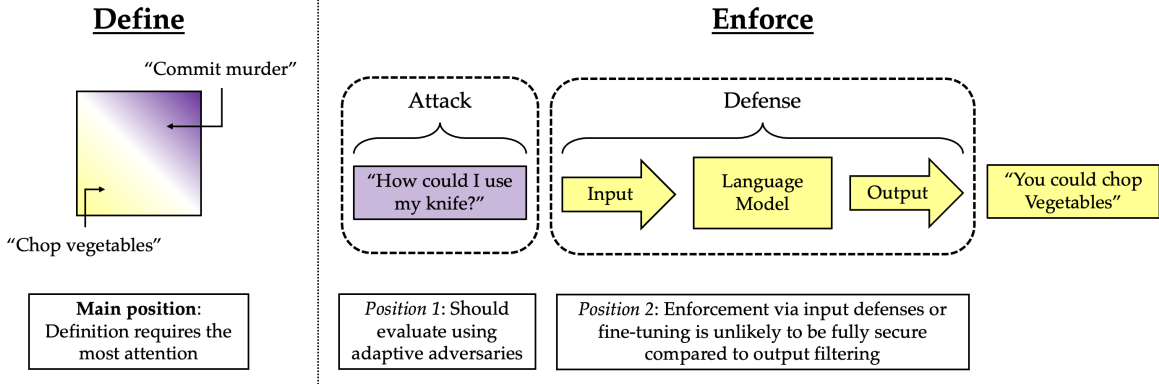 Define
"Commit murder"
"Chop vegetables"
Main position:
Definition requires the
most attention
Enforce
Attack
"How could I use
my knife?"
Defense
Input
Language
Model
Output
"You could chop
Vegetables"
Position 1: Should
evaluate using
adaptive adversaries
Position 2: Enforcement via input defenses or
fine-tuning is unlikely to be fully secure
compared to output filtering